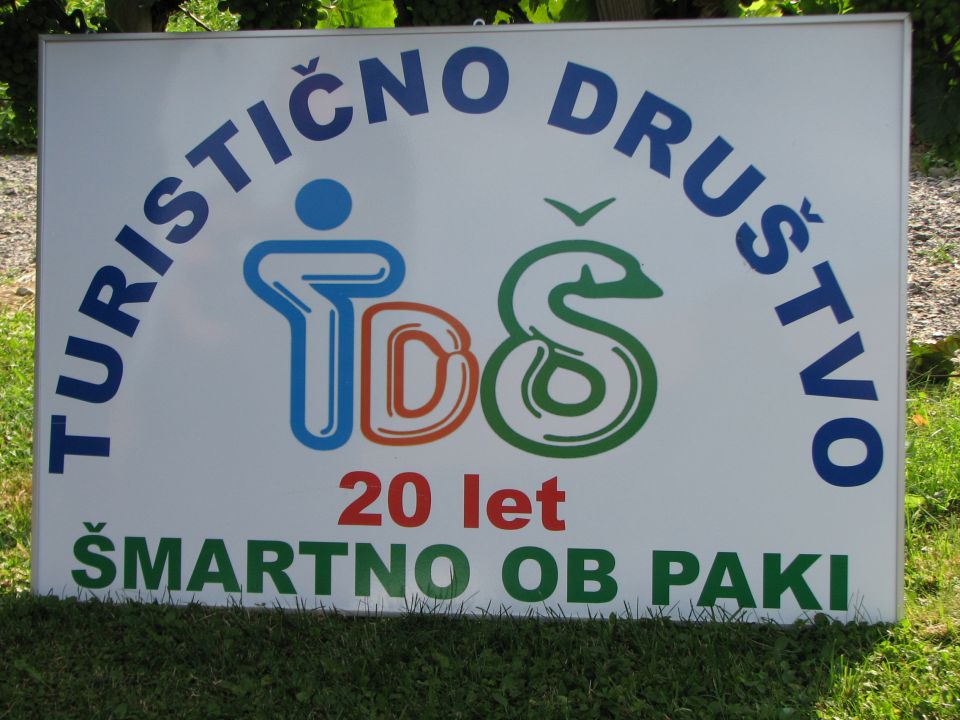 TURISTIČNO DRUŠTVO
TDŠ
20 let
ŠMARTNO OB PAKI